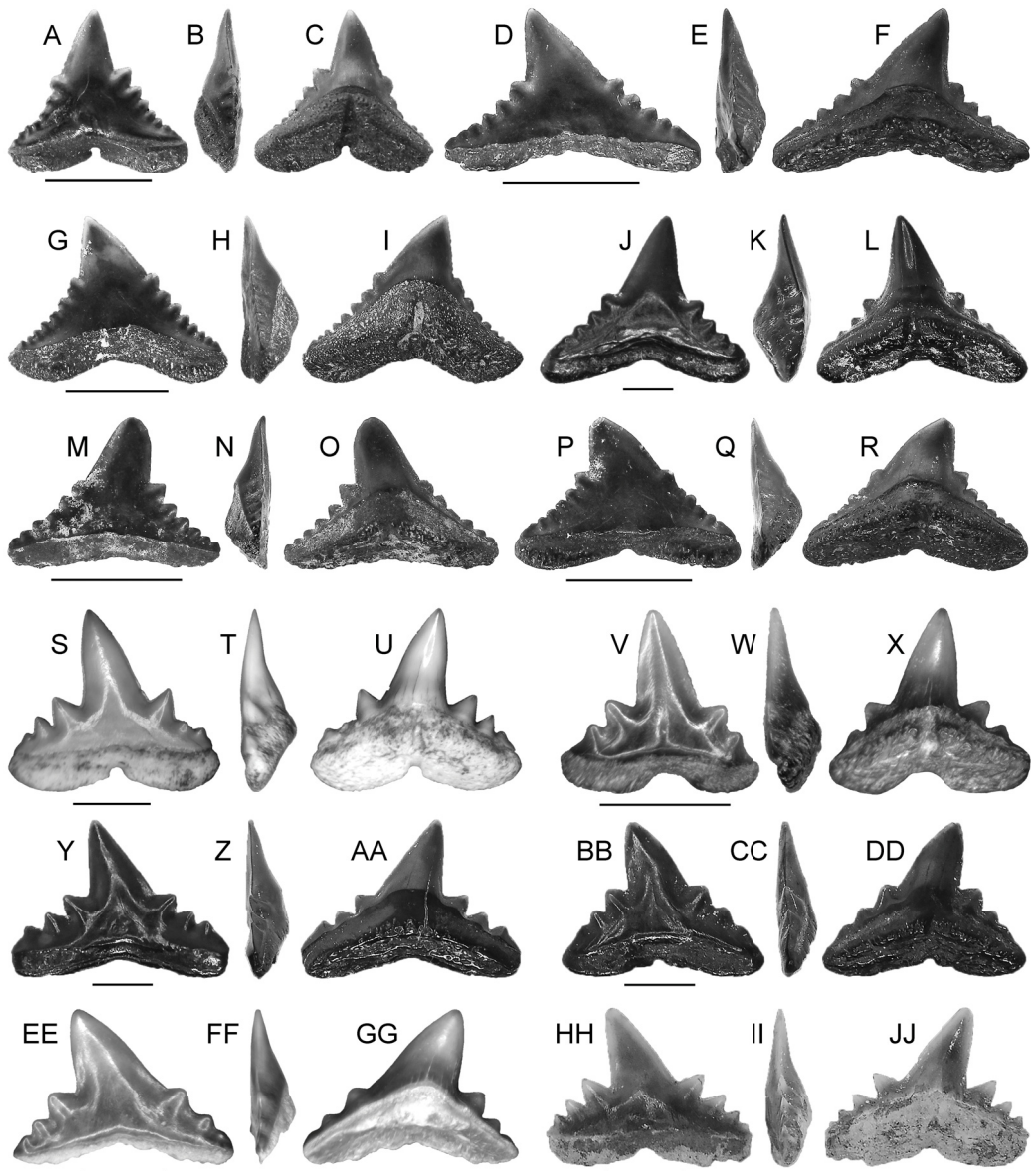 A B C D E F
G H I J K L
M N O P Q R
S T U V W X
Y Z AA BB CC DD
EE FF GG HH II JJ